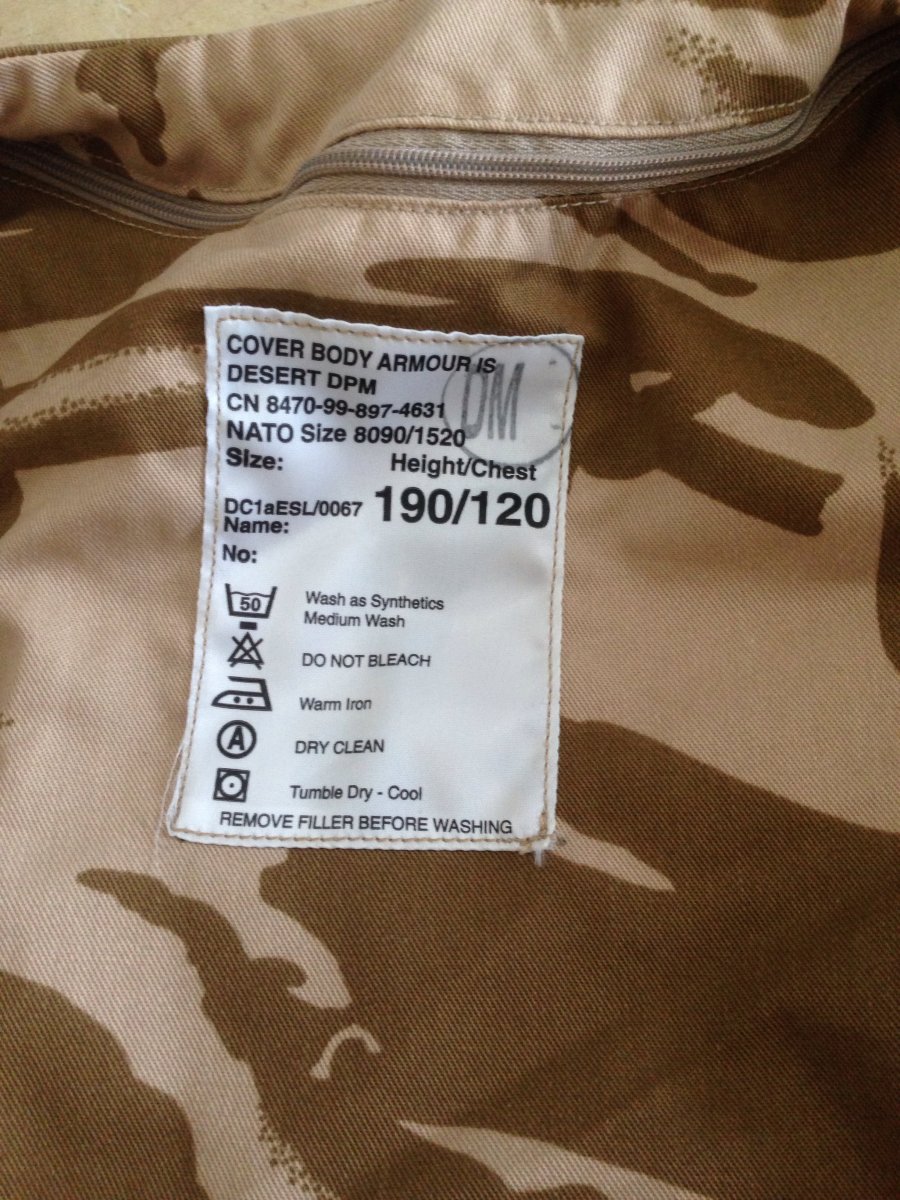 COVER BODY ARMOUR IS
DESERT DPM
CN 8470-99-897-4631
DM
NATO Size 8090/1520
Size: Height/Chest
DC1aESL/0067 190/120
Name:
No:
50 Wash as Synthetics
Medium Wash
DO NOT BLEACH
Warm Iron
A DRY CLEAN
Tumble Dry - Cool
REMOVE FILLER BEFORE WASHING